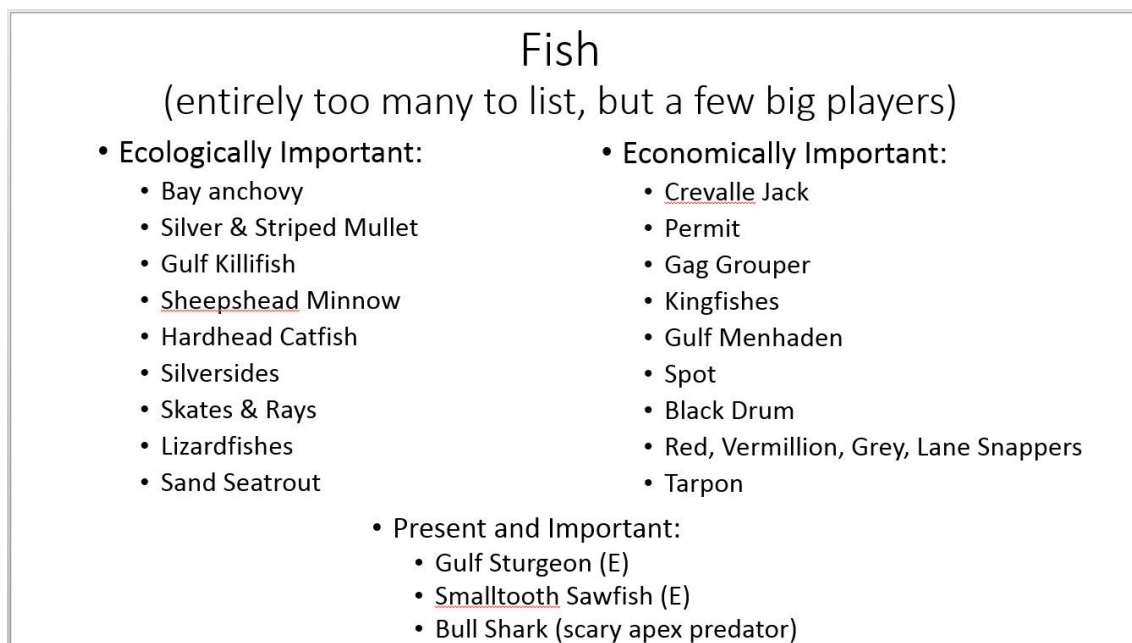 Fish
(entirely too many to list, but a few big players)
• Ecologically Important:
• Bay anchovy
• Silver & Striped Mullet
• Gulf Killifish
• Sheepshead Minnow
• Hardhead Catfish
• Silversides
• Skates & Rays
• Lizardfishes
• Sand Seatrout
• Economically Important:
• Crevalle Jack
• Permit
• Gag Grouper
• Kingfishes
• Gulf Menhaden
• Spot
• Black Drum
• Red, Vermillion, Grey, Lane Snappers
• Tarpon
• Present and Important:
• Gulf Sturgeon (E)
• Smalltooth Sawfish (E)
• Bull Shark (scary apex predator)